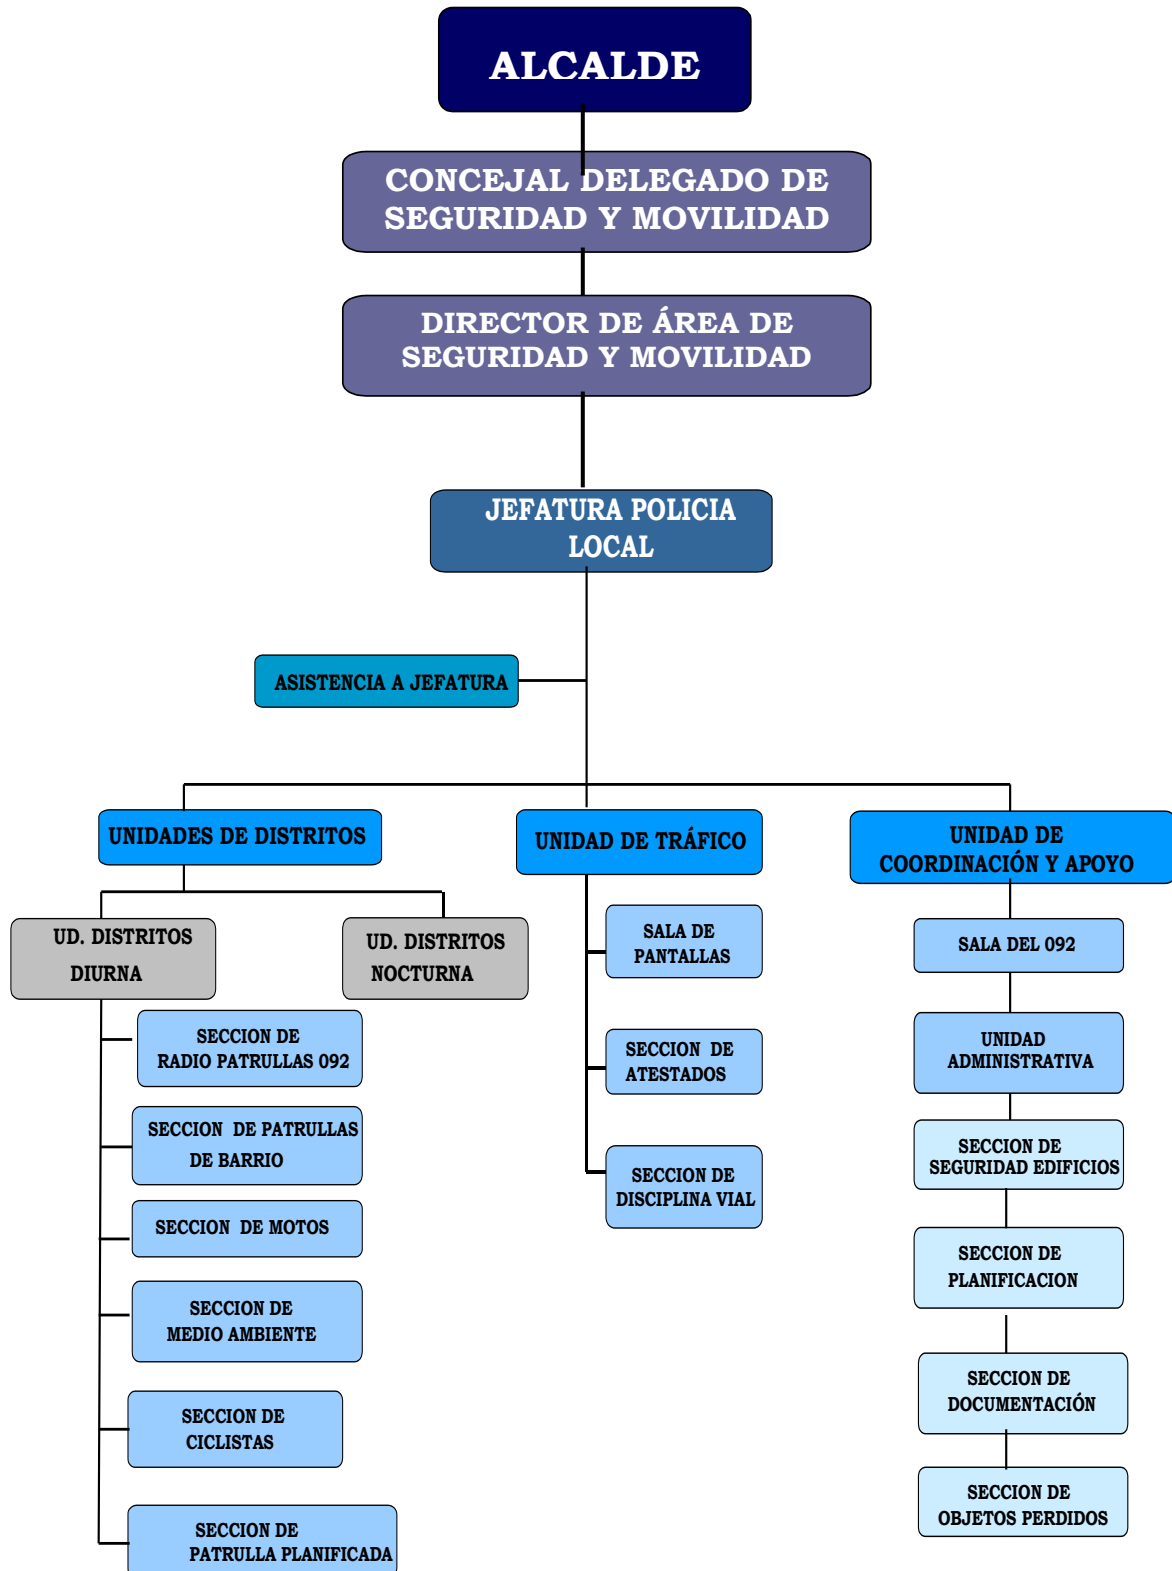 ALCALDE
CONCEJAL DELEGADO DE
SEGURIDAD Y MOVILIDAD
DIRECTOR DE ÁREA DE
SEGURIDAD Y MOVILIDAD
JEFATURA POLICIA
LOCAL
ASISTENCIA A JEFATURA
UNIDADES DE DISTRITOS
UD. DISTRITOS
DIURNA
UD. DISTRITOS
NOCTURNA
SECCION DE
RADIO PATRULLAS 092
SECCION DE PATRULLAS
DE BARRIO
SECCION DE MOTOS
SECCION DE
MEDIO AMBIENTE
SECCION DE
CICLISTAS
SECCION DE
PATRULLA PLANIFICADA
UNIDAD DE TRÁFICO
SALA DE
PANTALLAS
SECCION DE
ATESTADOS
SECCION DE
DISCIPLINA VIAL
UNIDAD DE
COORDINACIÓN Y APOYO
SALA DEL 092
UNIDAD
ADMINISTRATIVA
SECCION DE
SEGURIDAD EDIFICIOS
SECCION DE
PLANIFICACION
SECCION DE
DOCUMENTACIÓN
SECCION DE
OBJETOS PERDIDOS